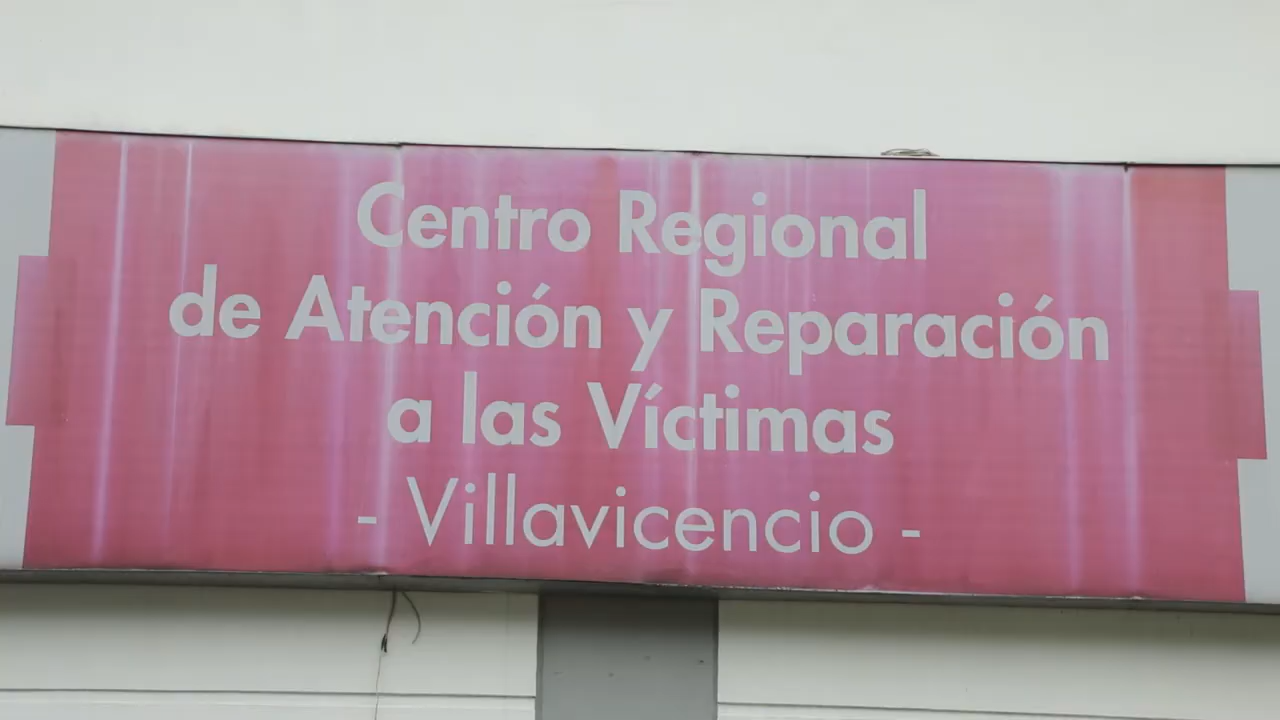 Centro Regional
de Atención y Reparación
a las Víctimas
- Villavicencio -